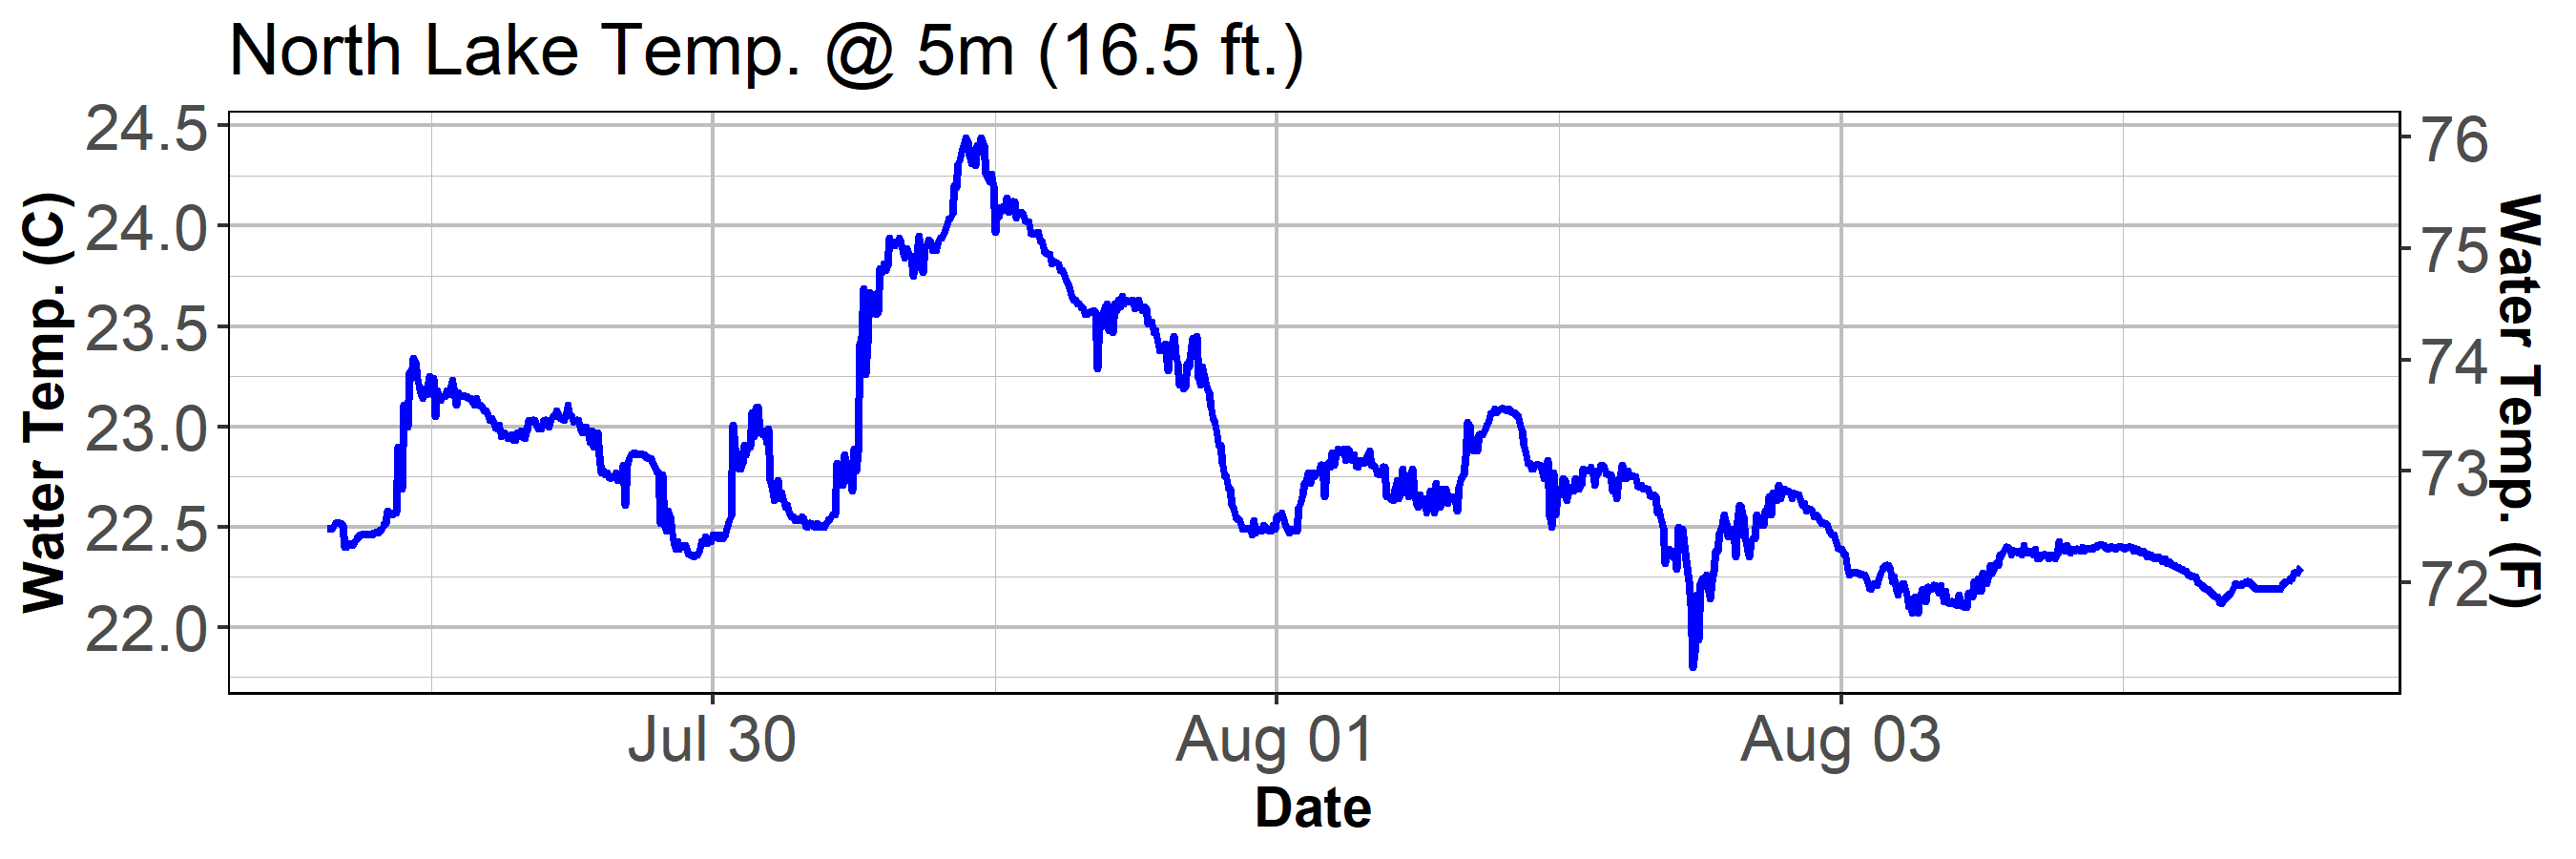 North Lake Temp. @ 5m (16.5 ft.)
Water Temp. (C)
24.5
24.0
23.5
23.0
22.5
22.0
76
75
74
73
72
Water Temp. (F)
Jul 30
Aug 01
Aug 03
Date